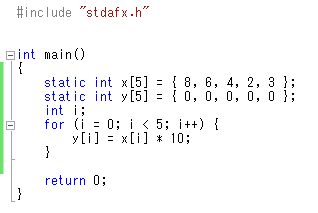 #include "stdafx.h"
int main()
{
static int x[5] = { 8, 6, 4, 2, 3 };
static int y[5] = { 0, 0, 0, 0, 0 };
int i;
for (i = 0; i < 5; i++) {
y[i] = x[i] * 10;
}
return 0;
}